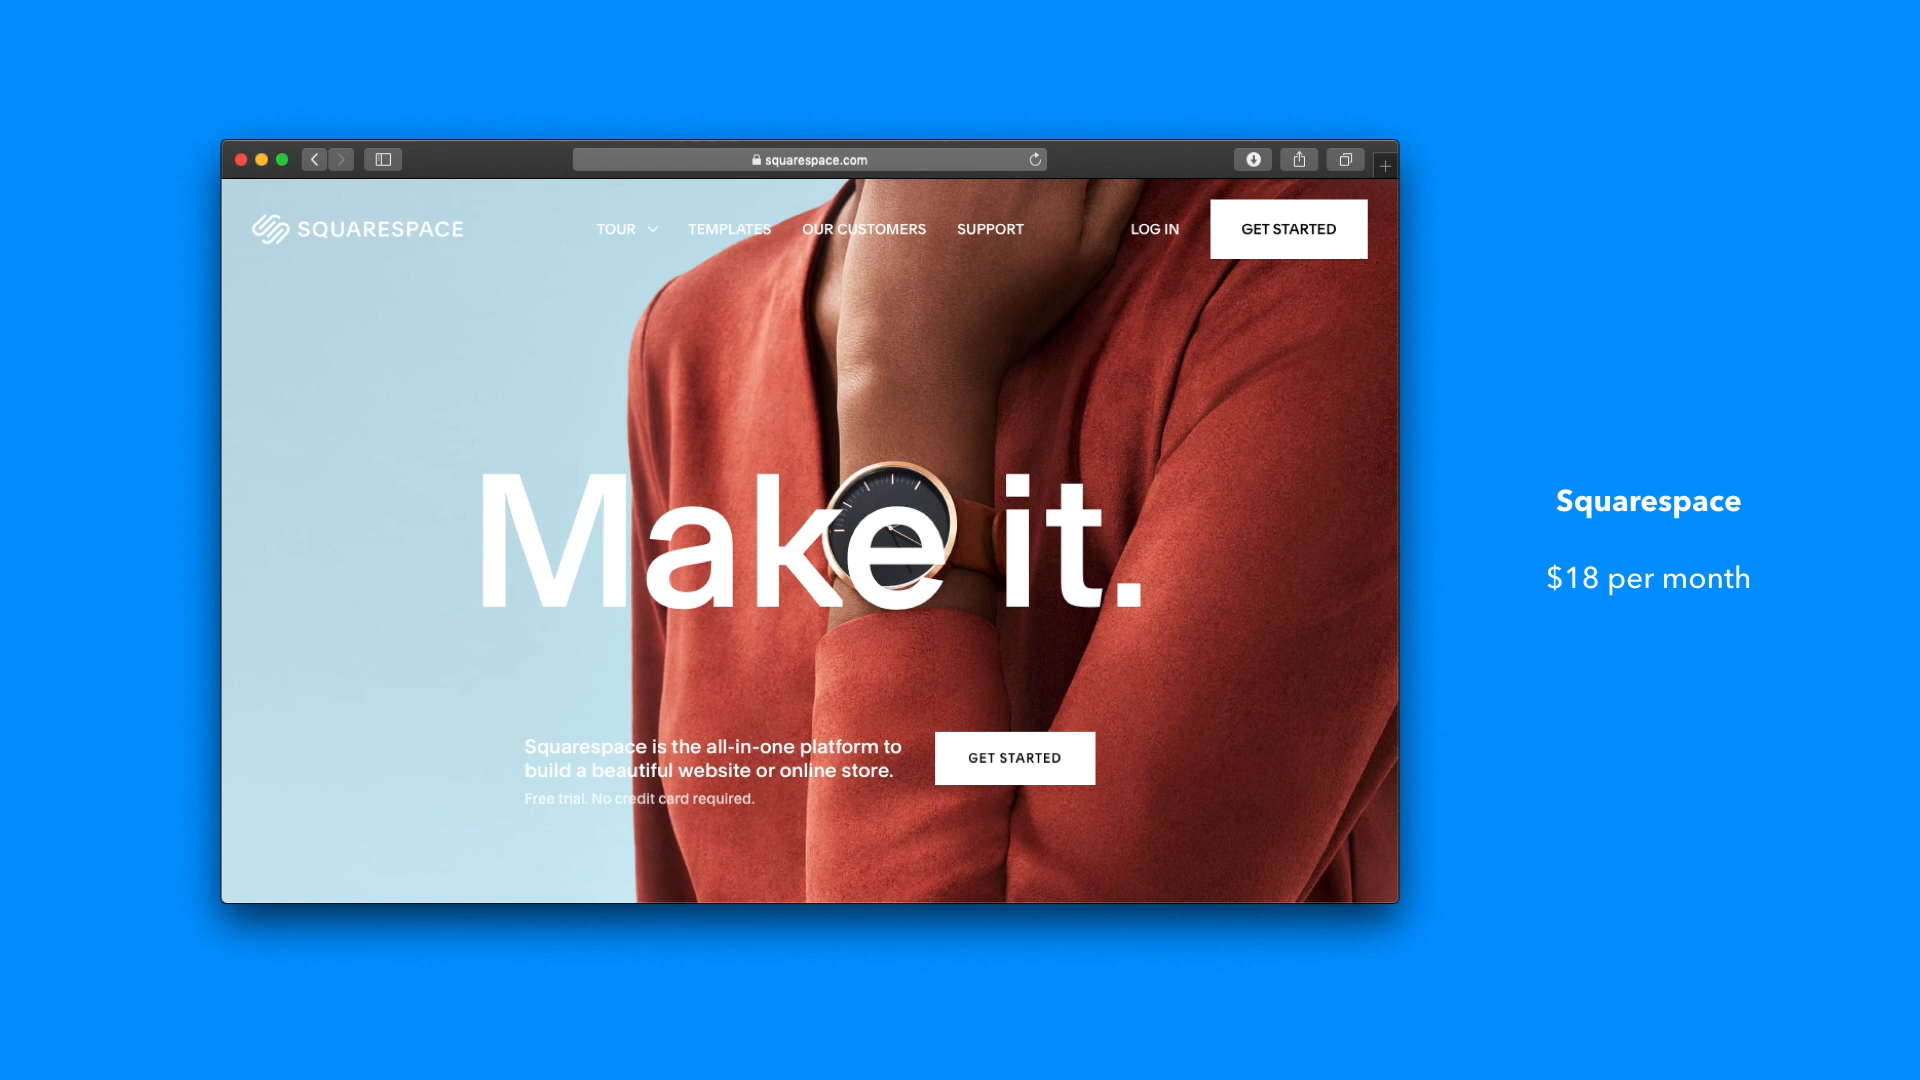 squarespace.com
SQUARESPACE
TOUR
TEMPLATES
OUR CUSTOMERS
SUPPORT
LOG IN
GET STARTED
Make it.
Squarespace is the all-in-one platform to
build a beautiful website or online store.
Free trial. No credit card required.
GET STARTED
Squarespace
$18 per month